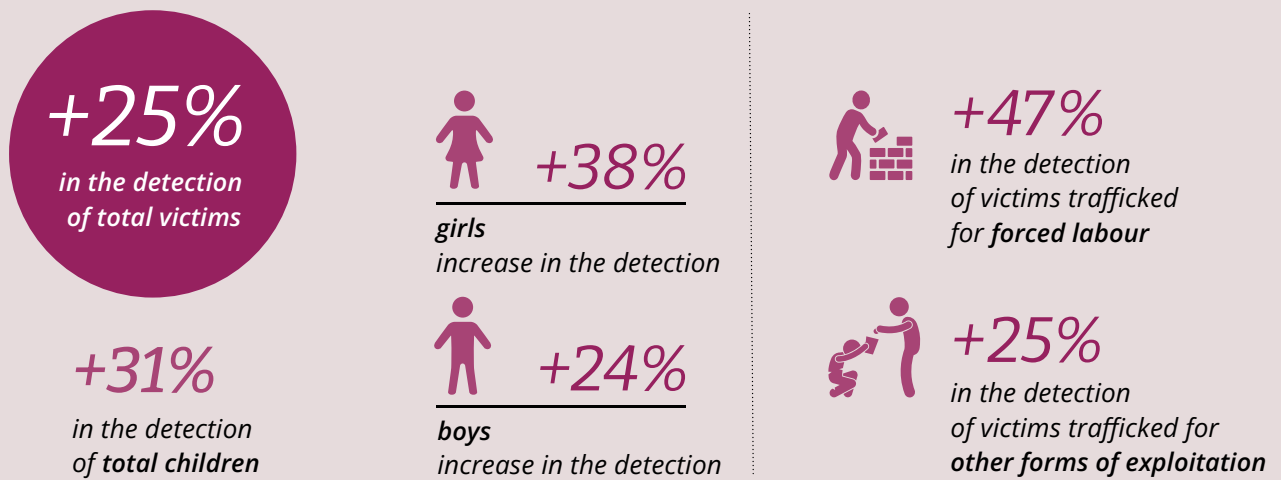 +25%
in the detection
of total victims
+31%
in the detection
of total children
+38%
girls
increase in the detection
+24%
boys
increase in the detection
+47%
in the detection
of victims trafficked
for forced labour
+25%
in the detection
of victims trafficked for
other forms of exploitation